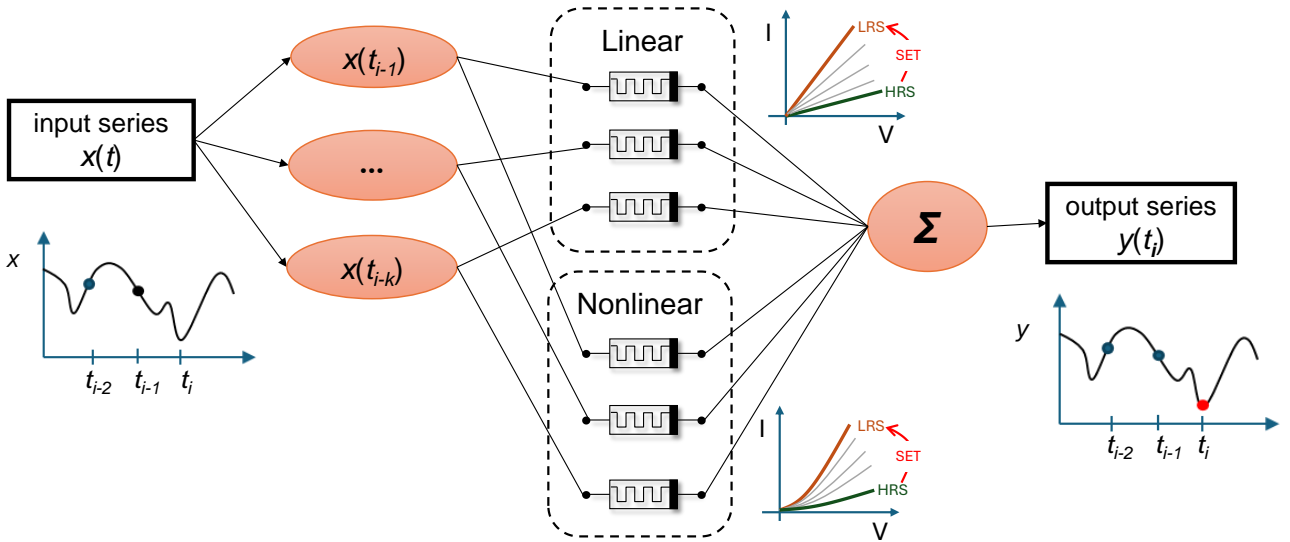 input series
x(t)
x(t_{i-1})
...
x(t_{i-k})
Linear
Nonlinear
I
LRS
SET
HRS
V
I
LRS
SET
HRS
V
Σ
output series
y(t_i)
x
t_{i-2}
t_{i-1}
t_i
y
t_{i-2}
t_{i-1}
t_i